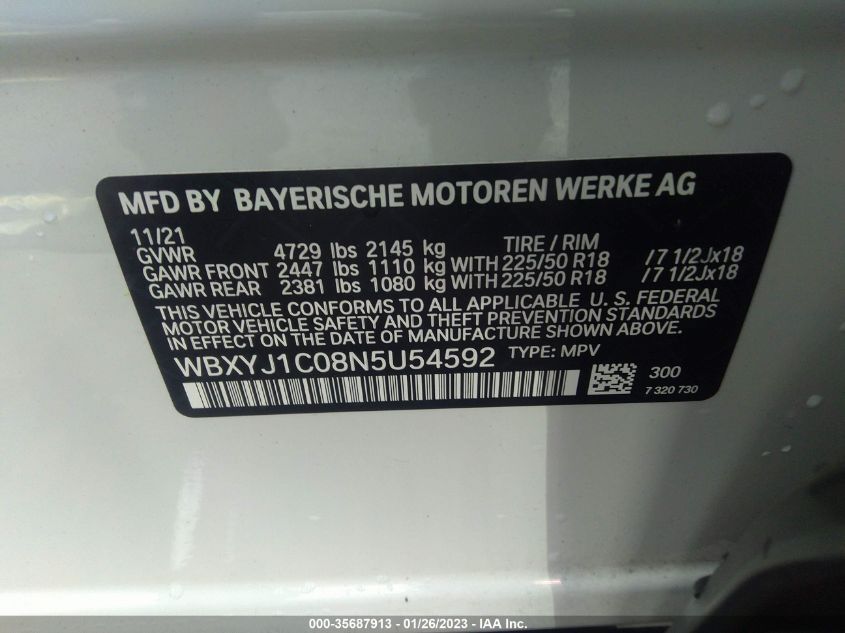 MFD BY BAYERISCHE MOTOREN WERKE AG
11/21
GVWR 4729 lbs 2145 kg TIRE / RIM
GAWR FRONT 2447 lbs 1110 kg WITH 225/50 R18 /7 1/2Jx18
GAWR REAR 2381 lbs 1080 kg WITH 225/50 R18 /7 1/2Jx18
THIS VEHICLE CONFORMS TO ALL APPLICABLE U. S. FEDERAL
MOTOR VEHICLE SAFETY AND THEFT PREVENTION STANDARDS
IN EFFECT ON THE DATE OF MANUFACTURE SHOWN ABOVE.
WBXYJ1C08N5U54592 TYPE: MPV
300
7 320 730
000-35687913 - 01/26/2023 - IAA Inc.